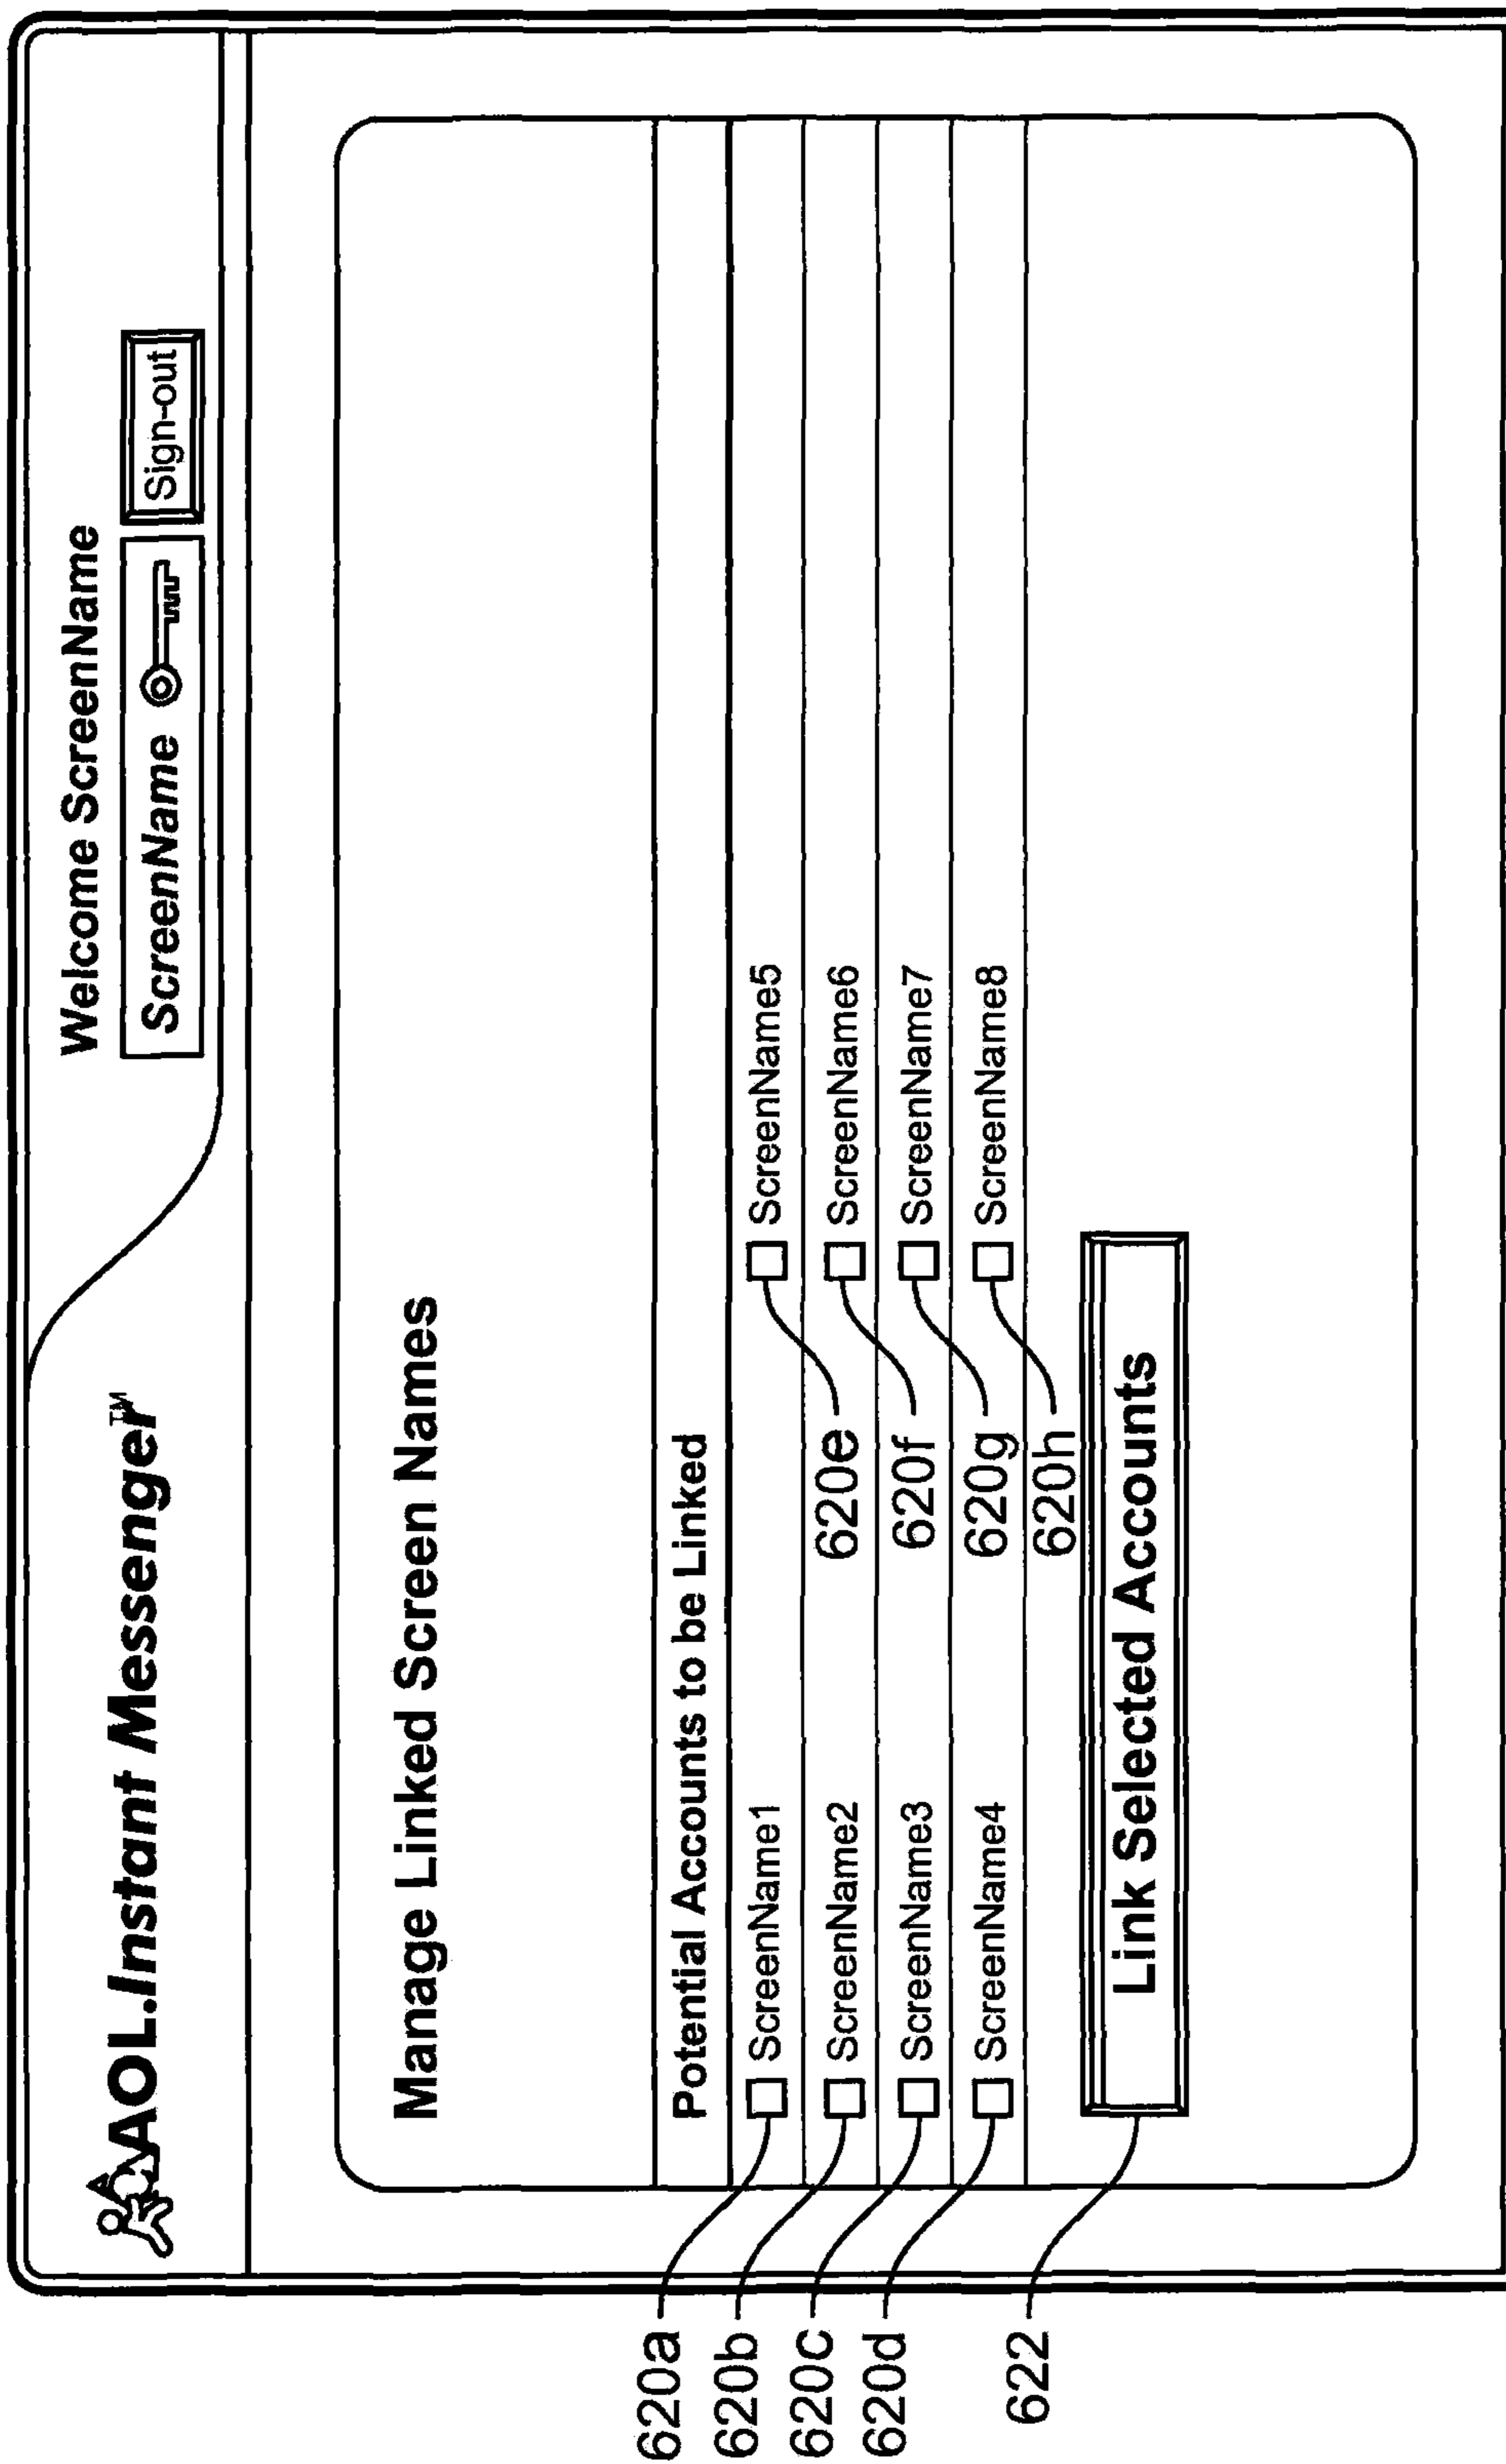 AOL.Instant Messenger™
Welcome ScreenName
ScreenName
Sign-out
Manage Linked Screen Names
Potential Accounts to be Linked
620a
ScreenName1
620e
ScreenName5
620b
ScreenName2
620f
ScreenName6
620c
ScreenName3
620g
ScreenName7
620d
ScreenName4
620h
ScreenName8
622
Link Selected Accounts